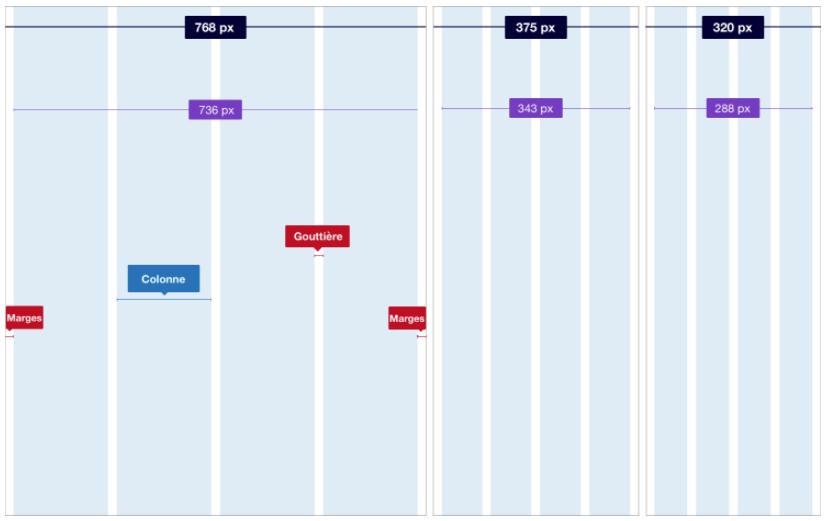 768 px
375 px
320 px
736 px
343 px
288 px
Gouttière
Colonne
Marges
Marges